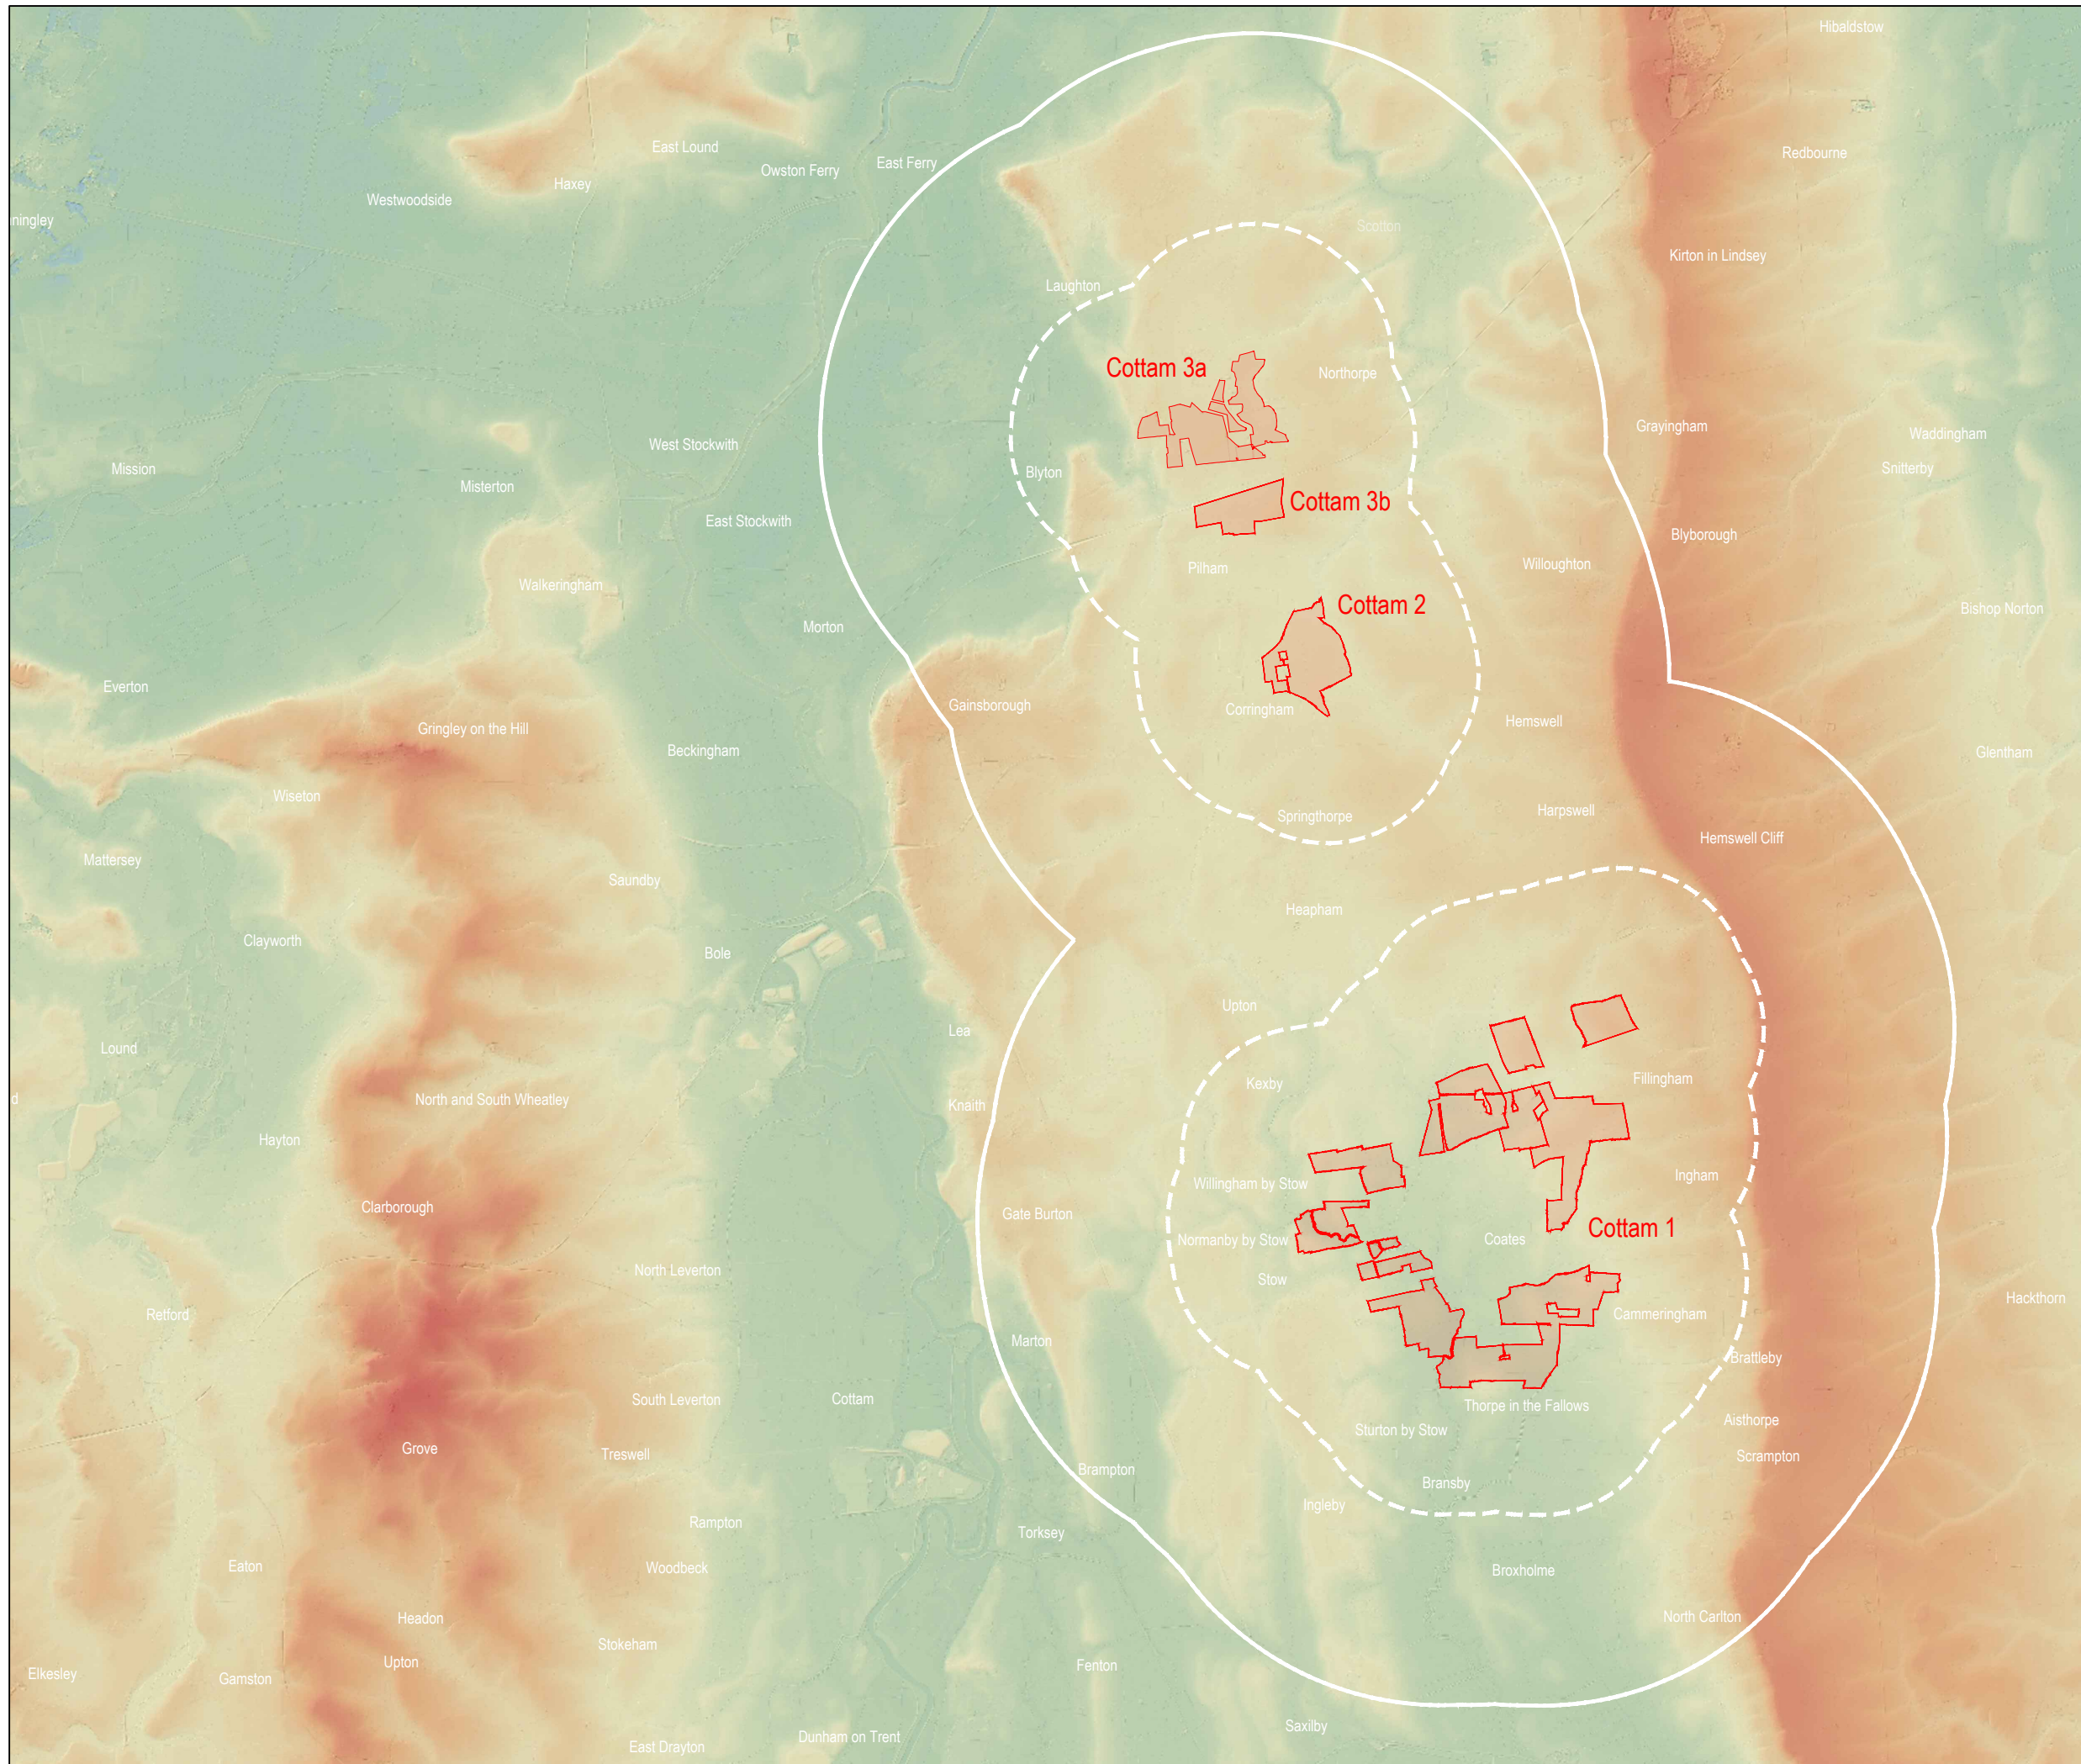 Hibaldstow
East Lound
Redbourne
East Ferry
Owston Ferry
Haxey
Westwoodside
nningley
Scotton
Kirton in Lindsey
Laughton
Cottam 3a
Northorpe
Grayingham
Waddingham
West Stockwith
Mission
Blyton
Snitterby
Misterton
Cottam 3b
East Stockwith
Blyborough
Willoughton
Pilham
Walkeringham
Cottam 2
Bishop Norton
Morton
Everton
Gainsborough
Corringham
Hemswell
Gringley on the Hill
Beckingham
Glentham
Wiseton
Harpswell
Springthorpe
Hemswell Cliff
Mattersey
Saundby
Heapham
Clayworth
Bole
Upton
Lea
Lound
Fillingham
Kexby
d
North and South Wheatley
Knaith
Hayton
Ingham
Willingham by Stow
Clarborough
Gate Burton
Cottam 1
Normanby by Stow
Coates
North Leverton
Stow
Hackthorn
Retford
Cammeringham
Marton
Brattleby
South Leverton
Cottam
Thorpe in the Fallows
Aisthorpe
Sturton by Stow
Grove
Treswell
Scrampton
Brampton
Bransby
Ingleby
Rampton
Torksey
Eaton
Woodbeck
Broxholme
Headon
North Carlton
Stokeham
Upton
Fenton
Elkesley
Gamston
Saxilby
Dunham on Trent
East Drayton